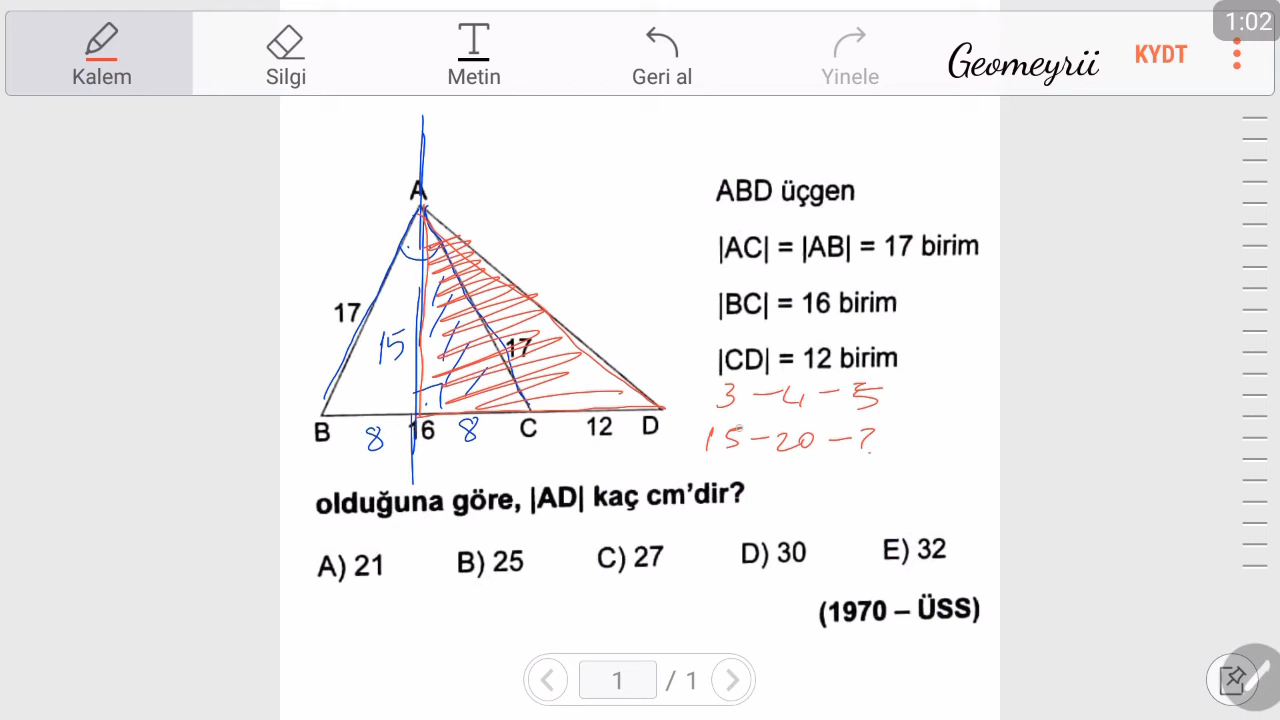 1:02
Kalem
Silgi
Metin
Geri al
Yinele
Geomeyrii
KYDT
A
17
15
17
B
8
16
8
C
12
D
ABD üçgen
|AC| = |AB| = 17 birim
|BC| = 16 birim
|CD| = 12 birim
3 - 4 - 5
15 - 20 - ?
olduğuna göre, |AD| kaç cm'dir?
A) 21 B) 25 C) 27 D) 30 E) 32
(1970 – ÜSS)
1 / 1